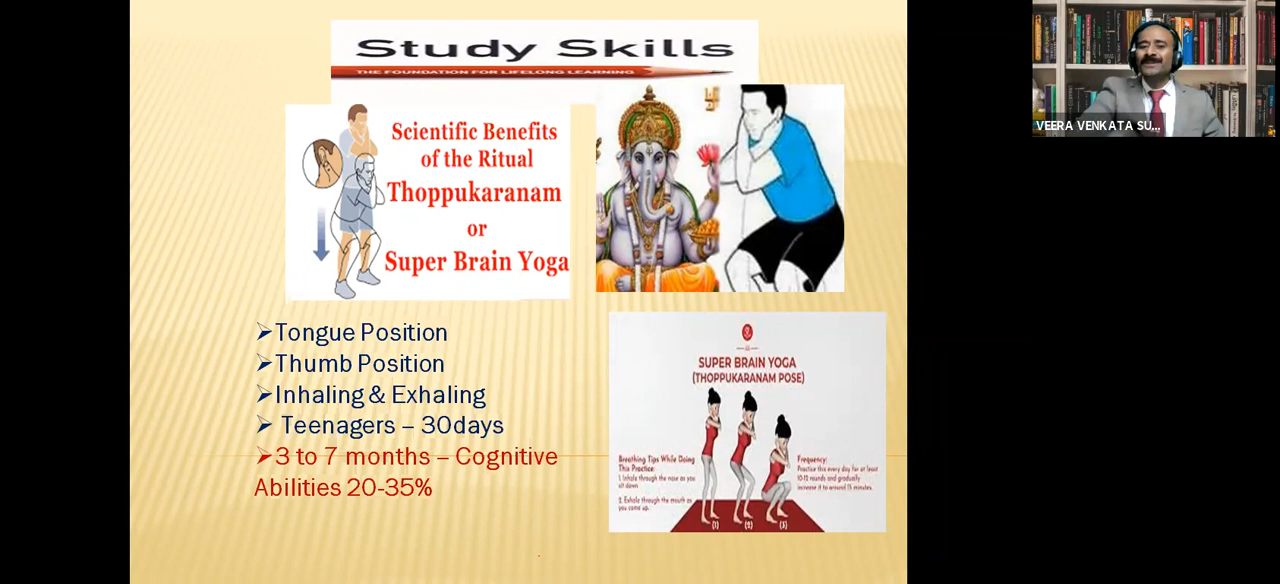 Study Skills
THE FOUNDATION FOR LIFELONG LEARNING
Scientific Benefits
of the Ritual
Thoppukaranam
or
Super Brain Yoga
➢Tongue Position
➢Thumb Position
➢Inhaling & Exhaling
➢ Teenagers – 30days
➢3 to 7 months – Cognitive
Abilities 20-35%
SUPER BRAIN YOGA
(THOPPUKARANAM POSE)
Breathing Tips While Doing
This Practice:
1. Inhale through the nose as you
sit down.
2. Exhale through the mouth as
you come up.
Frequency:
Practice this every day for at least
10-12 rounds and gradually
increase it to around 15 minutes.
(1) (2) (3)
VEERA VENKATA SU...